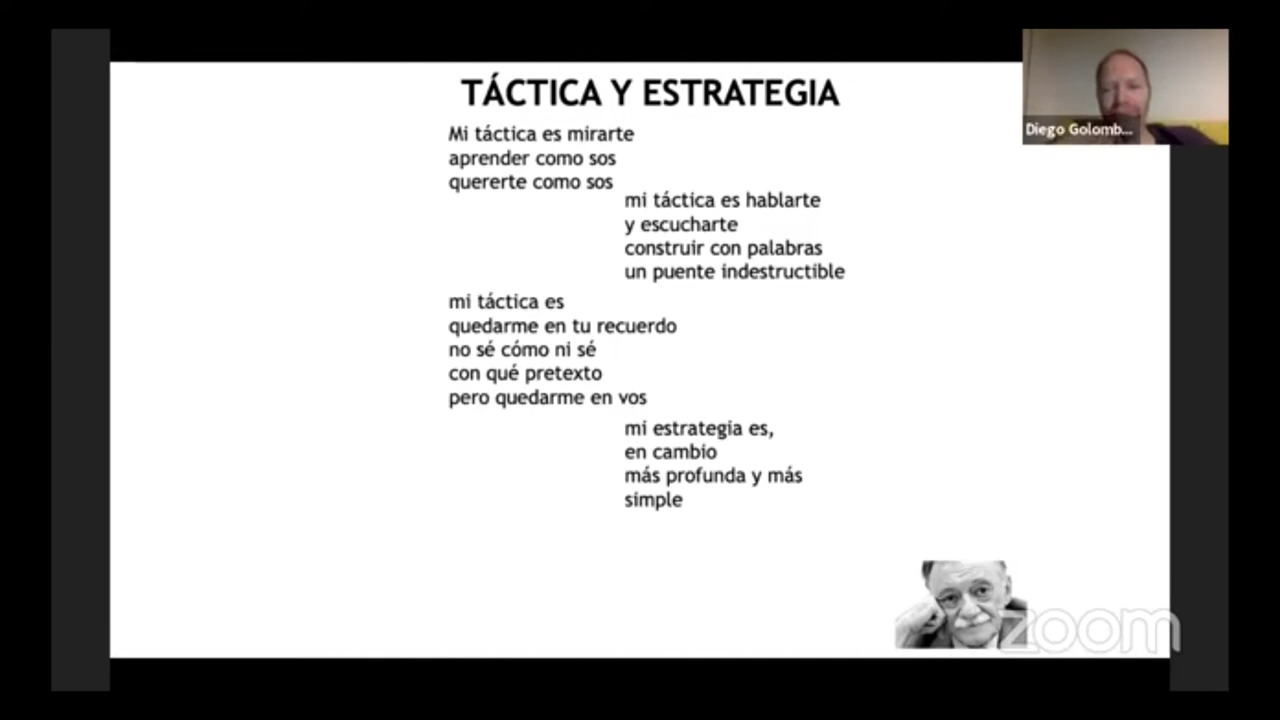 TÁCTICA Y ESTRATEGIA
Mi táctica es mirarte
aprender como sos
quererte como sos
mi táctica es hablarte
y escucharte
construir con palabras
un puente indestructible
mi táctica es
quedarme en tu recuerdo
no sé cómo ni sé
con qué pretexto
pero quedarme en vos
mi estrategia es,
en cambio
más profunda y más
simple
Diego Golomb...
zoom